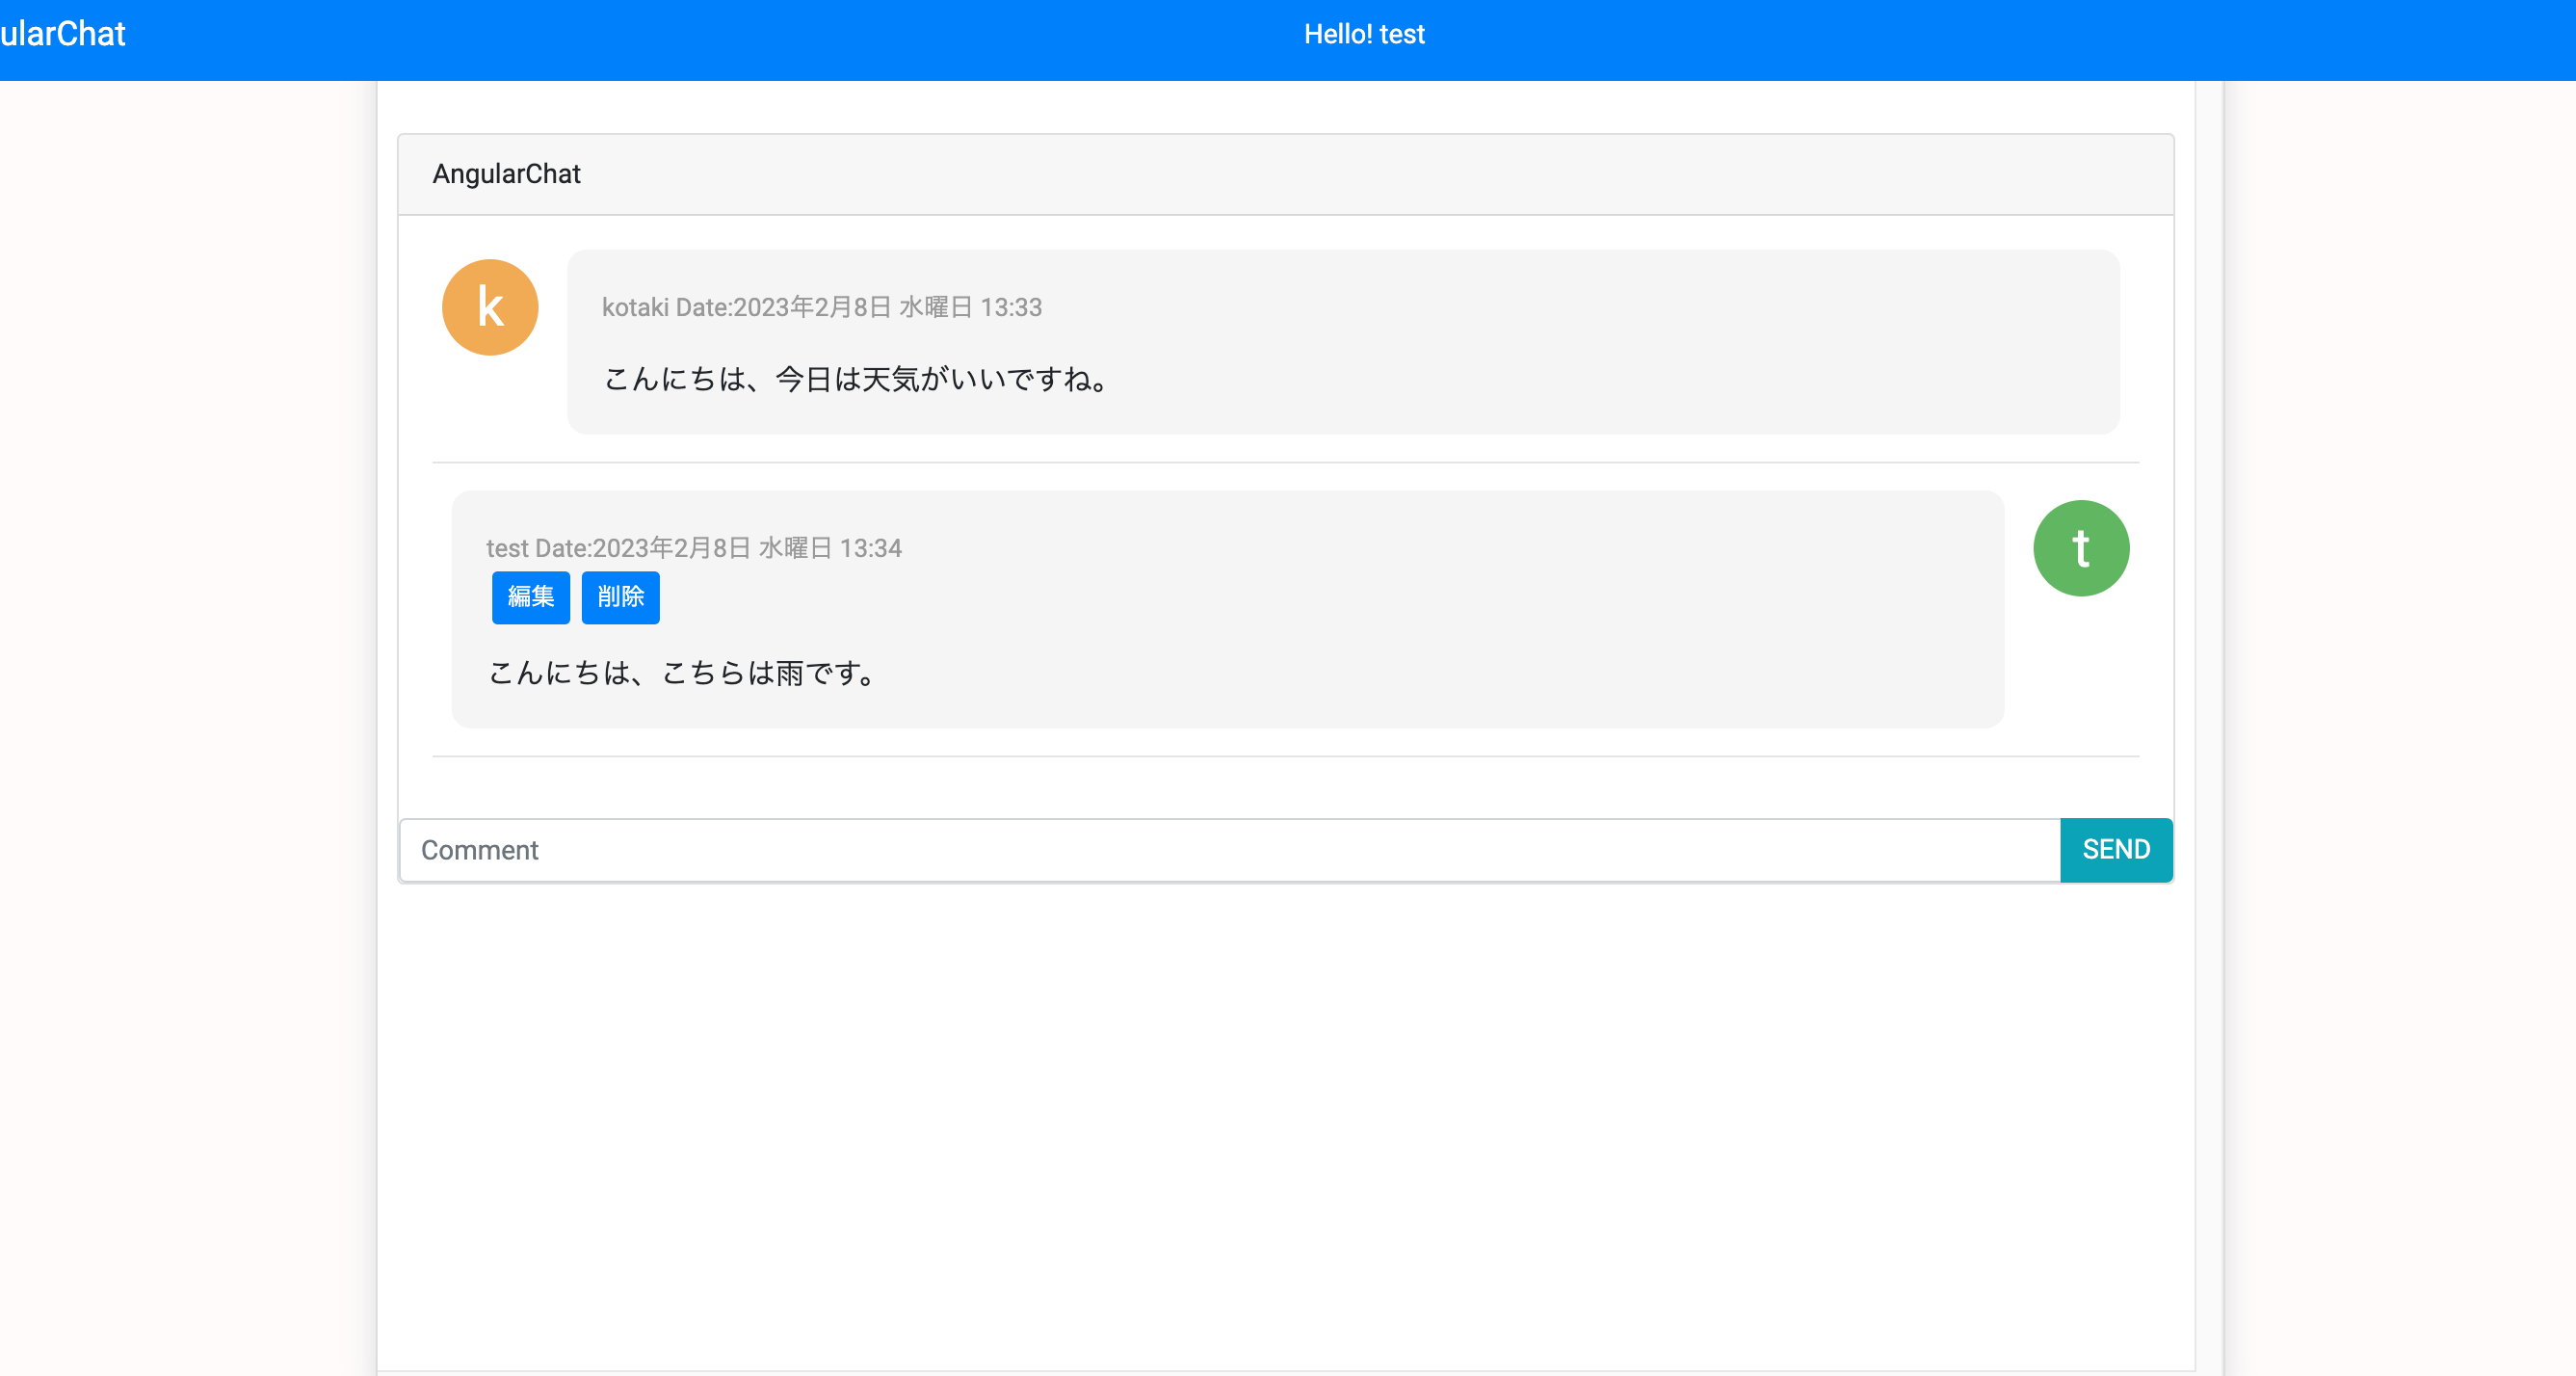 ularChat
Hello! test
AngularChat
k
kotaki Date:2023年2月8日 水曜日 13:33
こんにちは、今日は天気がいいですね。
test Date:2023年2月8日 水曜日 13:34
t
編集 削除
こんにちは、こちらは雨です。
Comment
SEND